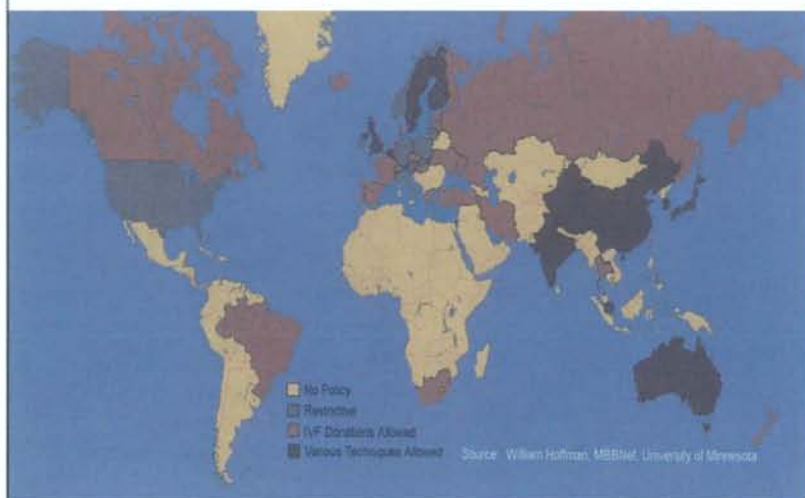 No Policy
Restrictive
IVF Donations Allowed
Various Techniques Allowed
Source: William Hoffman, MBBNet, University of Minnesota